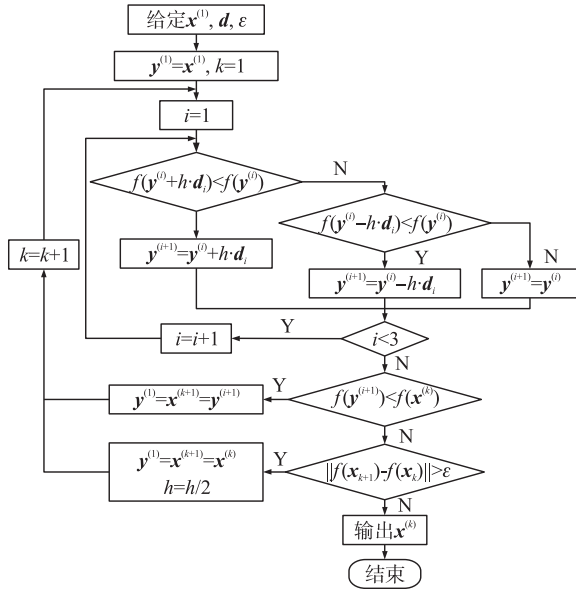 给定x⁽¹⁾, d, ε
y⁽¹⁾=x⁽¹⁾, k=1
i=1
f(y⁽ⁱ⁾+h·dᵢ)<f(y⁽ⁱ⁾)
N
f(y⁽ⁱ⁾−h·dᵢ)<f(y⁽ⁱ⁾)
k=k+1
y⁽ⁱ⁺¹⁾=y⁽ⁱ⁾+h·dᵢ
Y
N
y⁽ⁱ⁺¹⁾=y⁽ⁱ⁾−h·dᵢ
y⁽ⁱ⁺¹⁾=y⁽ⁱ⁾
i=i+1
Y
i<3
N
y⁽¹⁾=x⁽ᵏ⁺¹⁾=y⁽ⁱ⁺¹⁾
Y
f(y⁽ⁱ⁺¹⁾)<f(x⁽ᵏ⁾)
N
y⁽¹⁾=x⁽ᵏ⁺¹⁾=x⁽ᵏ⁾
h=h/2
Y
||f(xₖ₊₁)-f(xₖ)||>ε
N
输出x⁽ᵏ⁾
结束